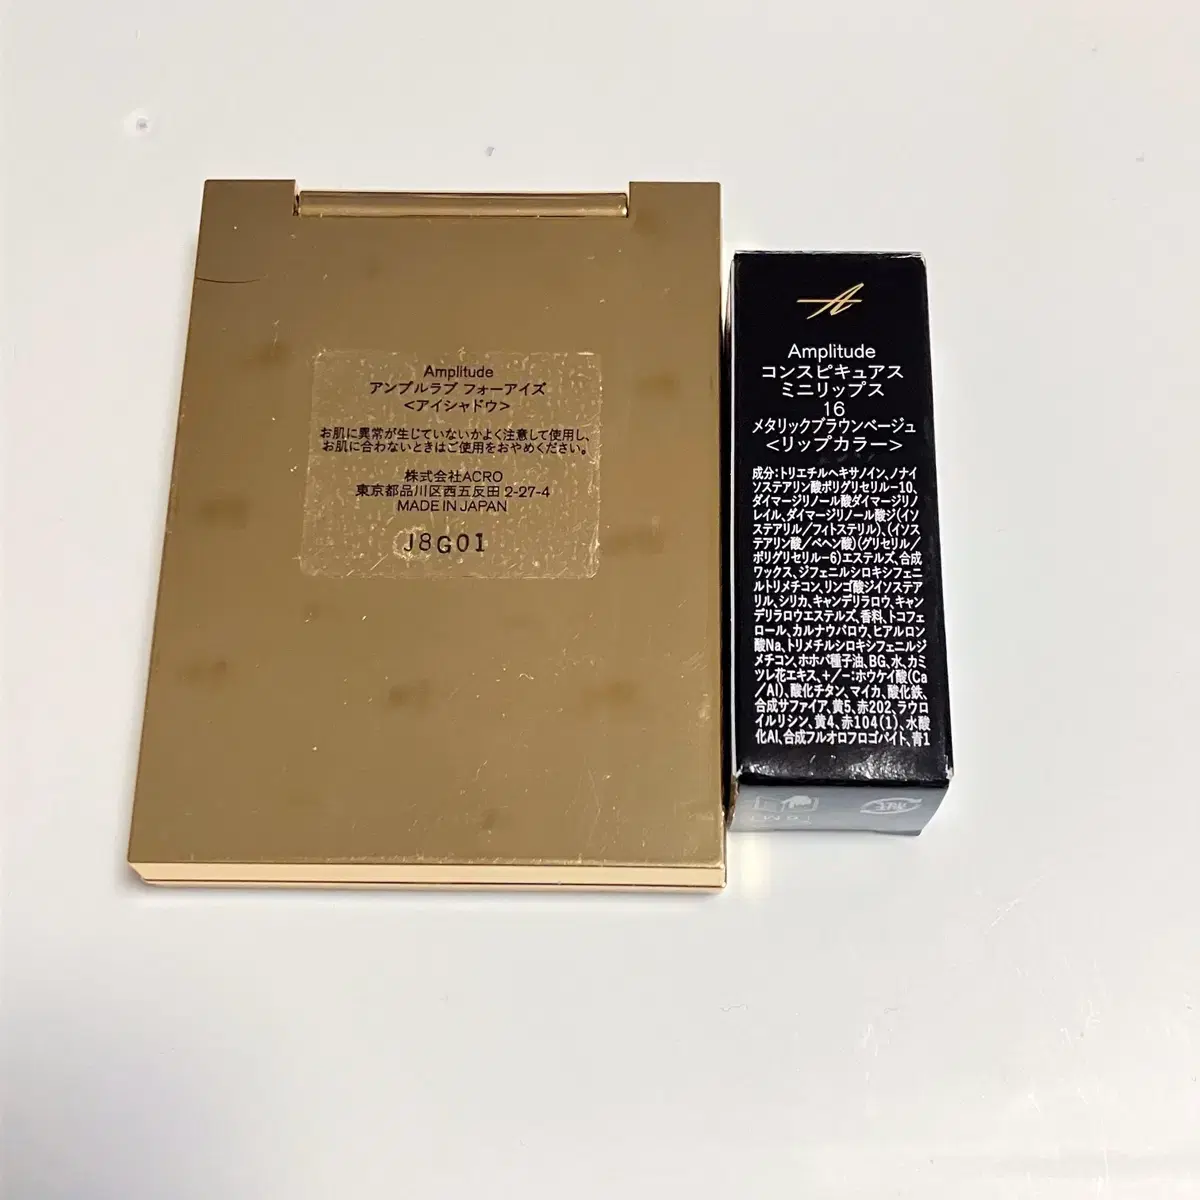 Amplitude
アンプルラブ フォーアイズ
<アイシャドウ>
お肌に異常が生じていないかよく注意して使用し、
お肌に合わないときはご使用をおやめください。
株式会社ACRO
東京都品川区西五反田 2-27-4
MADE IN JAPAN
J8G01
A
Amplitude
コンスピキュアス
ミニリップス
16
メタリックブラウンベージュ
<リップカラー>
成分:トリエチルヘキサノイン、ノナイ
ソステアリン酸ポリグリセリル-10、
ダイマージリノール酸ダイマージリノ
レイル、ダイマージリノール酸ジ(イソ
ステアリル/フィトステリル)、(イソス
テアリン酸/ベヘン酸)(グリセリル/
ポリグリセリル-6)エステルズ、合成
ワックス、ジフェニルシロキシフェニ
ルトリメチコン、リンゴ酸ジイソステア
リル、シリカ、キャンデリラロウ、キャン
デリラロウエステルズ、香料、トコフェ
ロール、カルナウバロウ、ヒアルロン
酸Na、トリメチルシロキシフェニルジ
メチコン、ホホバ種子油、BG、水、カミ
ツレ花エキス、+/-:ホウケイ酸(Ca
/Al)、酸化チタン、マイカ、酸化鉄、
合成サファイア、黄5、赤202、ラウロ
イルリシン、黄4、赤104(1)、水酸
化Al、合成フルオロフロゴパイト、青1